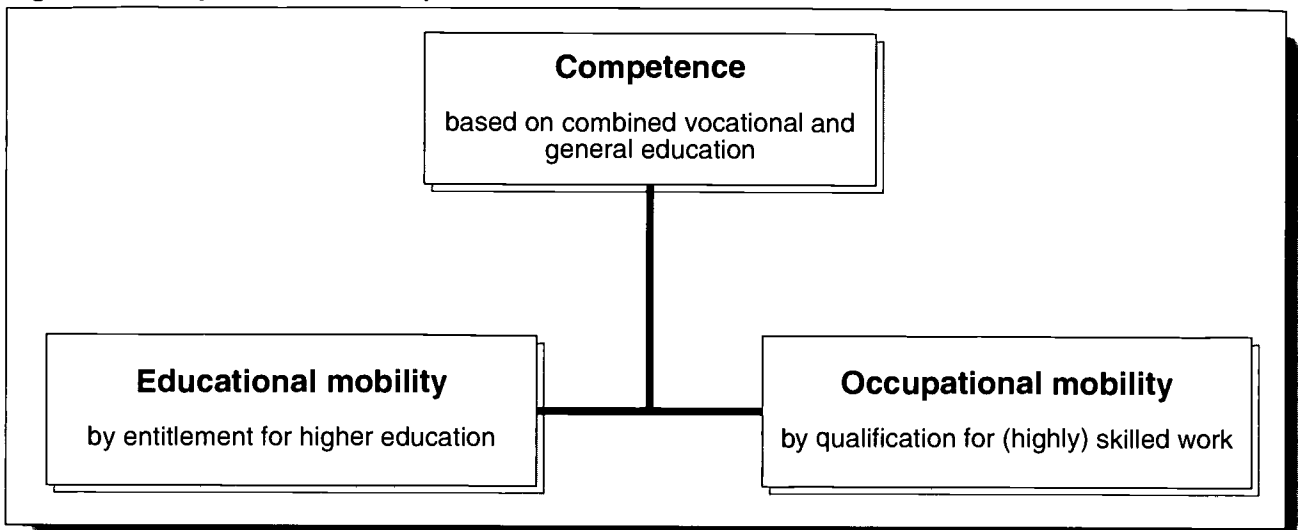 Competence
based on combined vocational and
general education
Educational mobility
by entitlement for higher education
Occupational mobility
by qualification for (highly) skilled work